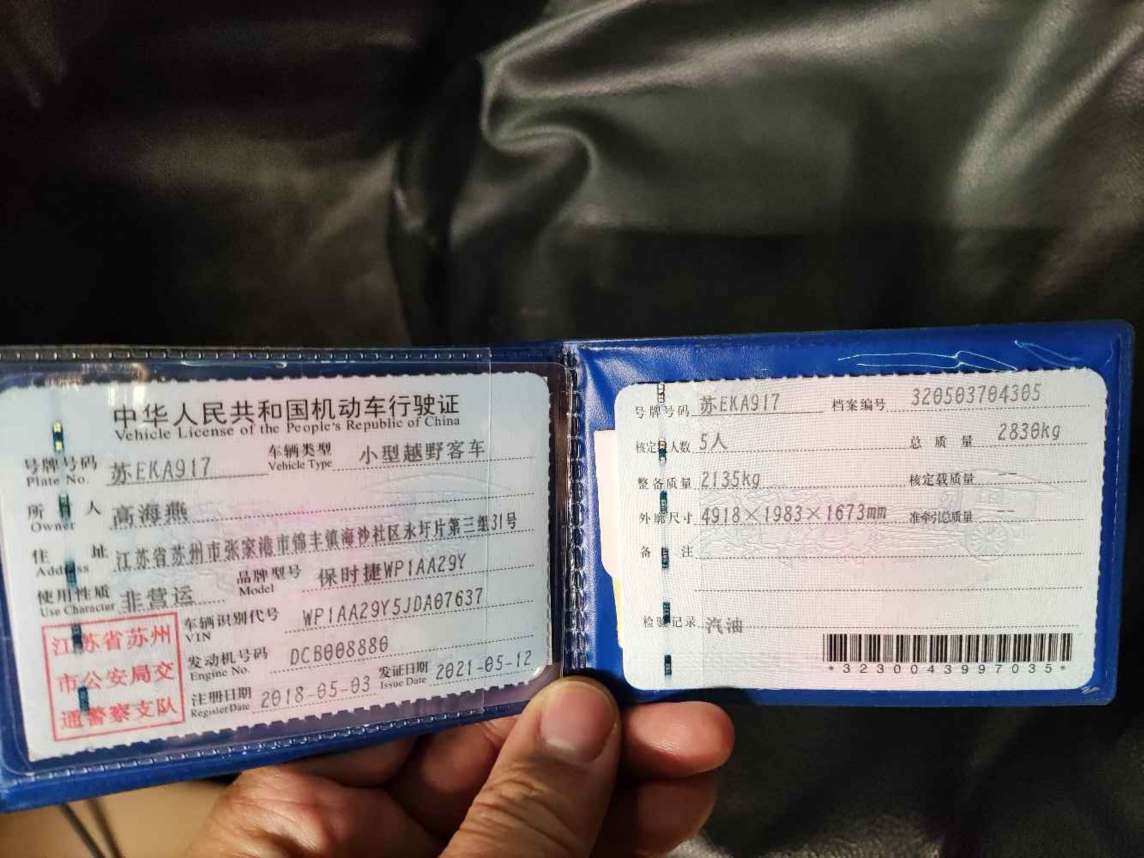 中华人民共和国机动车行驶证
Vehicle License of the People's Republic of China
号牌号码 苏EKA917 车辆类型 小型越野客车
Plate No. Vehicle Type
所有人 高海燕
Owner
住址 江苏省苏州市张家港市锦丰镇海沙社区永圩片第三组31号
Address
使用性质 非营运 品牌型号 保时捷WP1AA29Y
Use Character Model
车辆识别代号 WP1AA29Y5JDA07637
VIN
发动机号码 DCB008880
Engine No.
注册日期 2018-05-03 发证日期 2021-05-12
Register Date Issue Date
江苏省苏州
市公安局交
通警察支队
号牌号码 苏EKA917 档案编号 320503704305
核定载人数 5人 总质量 2830kg
整备质量 2135kg 核定载质量
外廓尺寸 4918×1983×1673mm 准牵引总质量
备注
检验记录 汽油
*3230043997035*